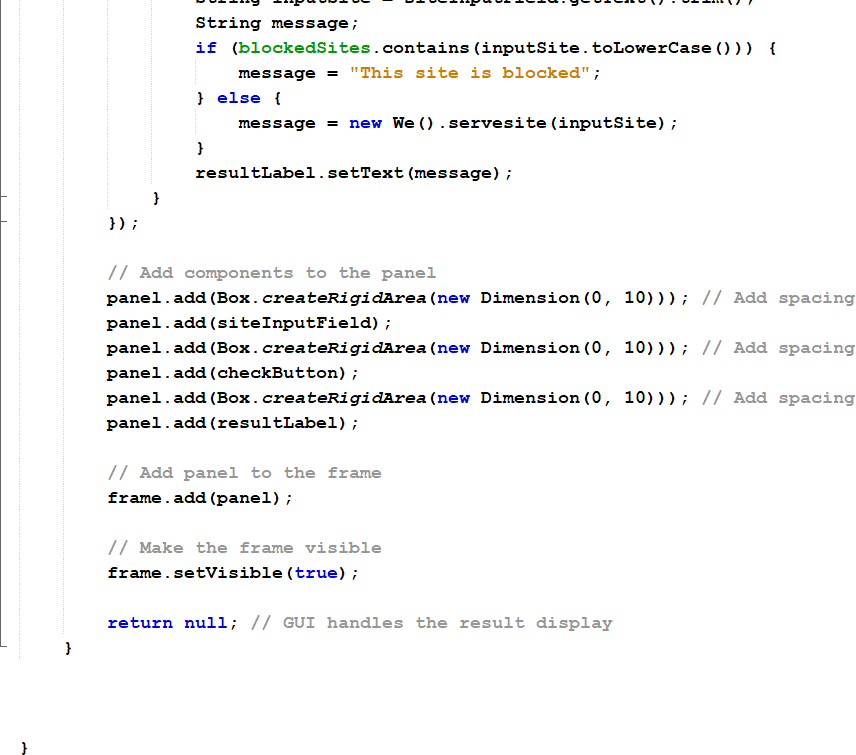 String inputSite = siteInputField.getText().trim();
String message;
if (blockedSites.contains(inputSite.toLowerCase())) {
message = "This site is blocked";
} else {
message = new We().servesite(inputSite);
}
resultLabel.setText(message);
}
});
// Add components to the panel
panel.add(Box.createRigidArea(new Dimension(0, 10))); // Add spacing
panel.add(siteInputField);
panel.add(Box.createRigidArea(new Dimension(0, 10))); // Add spacing
panel.add(checkButton);
panel.add(Box.createRigidArea(new Dimension(0, 10))); // Add spacing
panel.add(resultLabel);
// Add panel to the frame
frame.add(panel);
// Make the frame visible
frame.setVisible(true);
return null; // GUI handles the result display
}
}